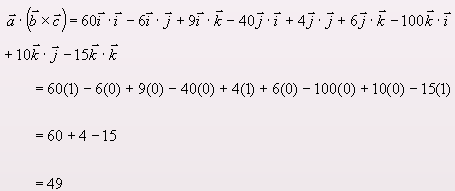 a⃗ · (b⃗ × c⃗) = 60i⃗ · i⃗ − 6i⃗ · j⃗ + 9i⃗ · k⃗ − 40j⃗ · i⃗ + 4j⃗ · j⃗ + 6j⃗ · k⃗ − 100k⃗ · i⃗
+ 10k⃗ · j⃗ − 15k⃗ · k⃗
= 60(1) − 6(0) + 9(0) − 40(0) + 4(1) + 6(0) − 100(0) + 10(0) − 15(1)
= 60 + 4 − 15
= 49